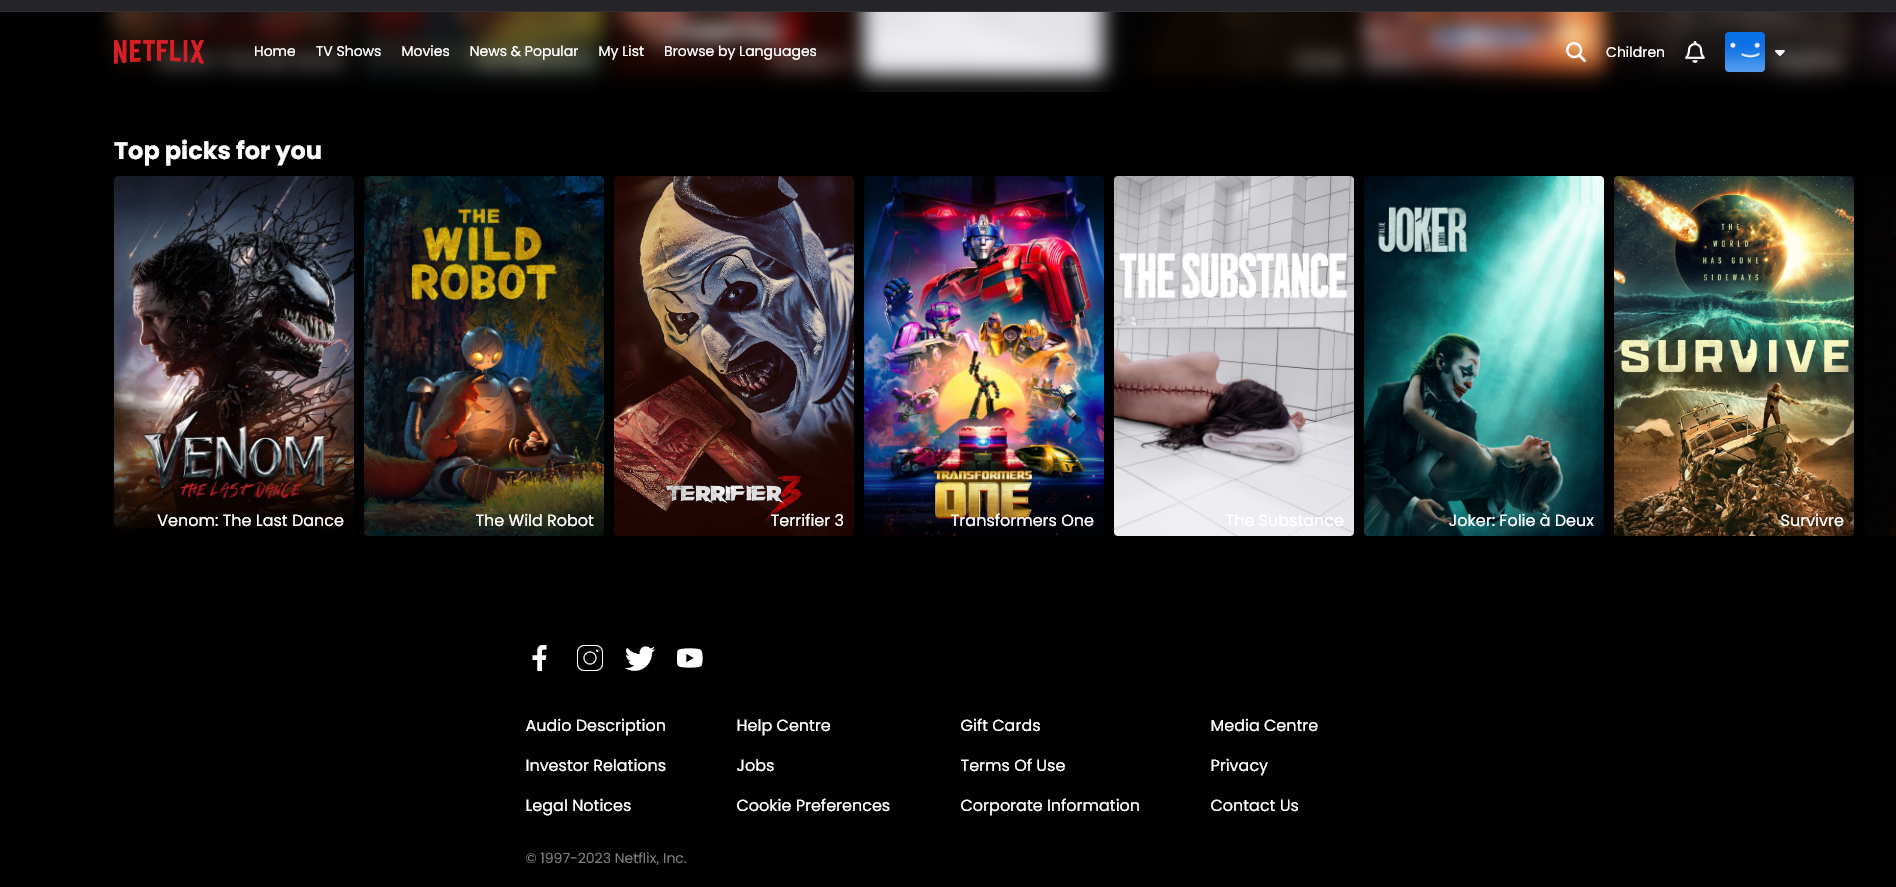 NETFLIX Home TV Shows Movies News & Popular My List Browse by Languages Children
Top picks for you
VENOM
THE LAST DANCE
Venom: The Last Dance
THE
WILD
ROBOT
The Wild Robot
TERRIFIER 3
Terrifier 3
TRANSFORMERS
ONE
Transformers One
THE SUBSTANCE
The Substance
JOKER
FOLIE À DEUX
Joker: Folie à Deux
THE
WORLD
HAS GONE
SIDEWAYS
SURVIVE
Survivre
Audio Description Help Centre Gift Cards Media Centre
Investor Relations Jobs Terms Of Use Privacy
Legal Notices Cookie Preferences Corporate Information Contact Us
© 1997-2023 Netflix, Inc.